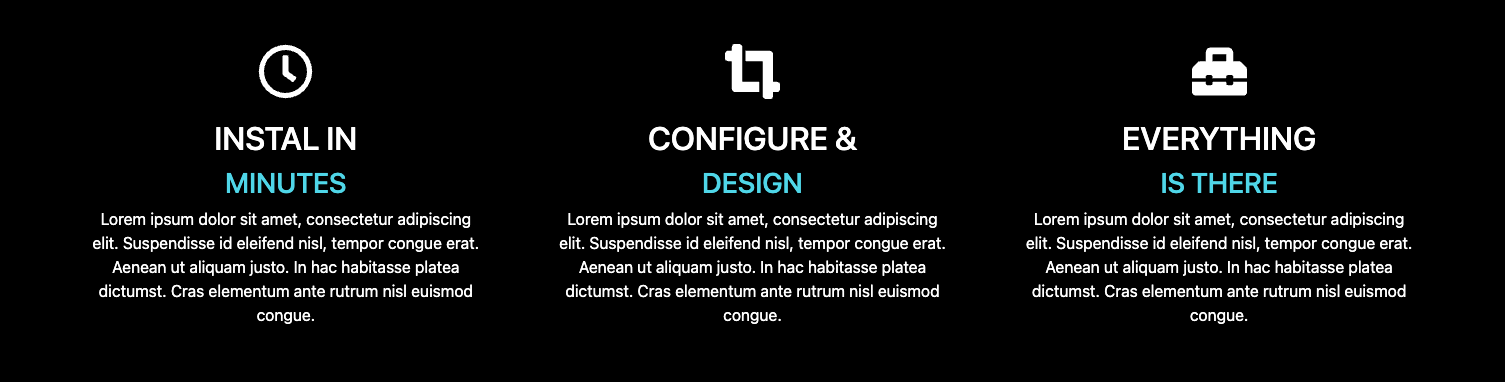 INSTAL IN
MINUTES
Lorem ipsum dolor sit amet, consectetur adipiscing
elit. Suspendisse id eleifend nisl, tempor congue erat.
Aenean ut aliquam justo. In hac habitasse platea
dictumst. Cras elementum ante rutrum nisl euismod
congue.
CONFIGURE &
DESIGN
Lorem ipsum dolor sit amet, consectetur adipiscing
elit. Suspendisse id eleifend nisl, tempor congue erat.
Aenean ut aliquam justo. In hac habitasse platea
dictumst. Cras elementum ante rutrum nisl euismod
congue.
EVERYTHING
IS THERE
Lorem ipsum dolor sit amet, consectetur adipiscing
elit. Suspendisse id eleifend nisl, tempor congue erat.
Aenean ut aliquam justo. In hac habitasse platea
dictumst. Cras elementum ante rutrum nisl euismod
congue.